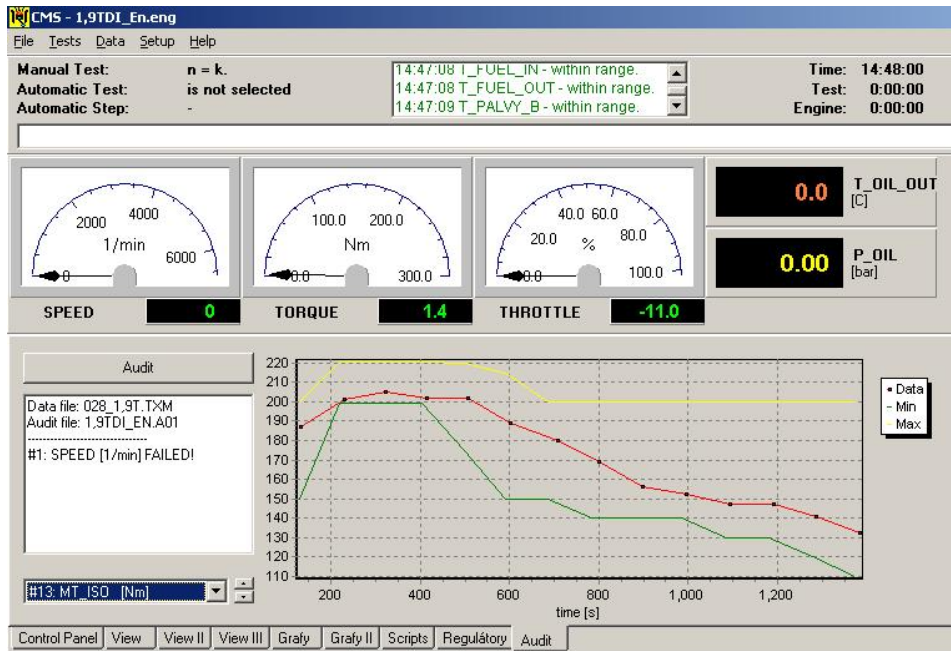 CMS - 1,9TDI_En.eng
File Tests Data Setup Help
Manual Test: n = k.
Automatic Test: is not selected
Automatic Step: -
14:47:08 T_FUEL_IN - within range.
14:47:08 T_FUEL_OUT - within range.
14:47:09 T_PALVY_B - within range.
Time: 14:48:00
Test: 0:00:00
Engine: 0:00:00
0 2000 4000 6000
1/min
SPEED 0
0.0 100.0 200.0 300.0
Nm
TORQUE 1.4
0.0 20.0 40.0 60.0 80.0 100.0
%
THROTTLE -11.0
0.0 T_OIL_OUT
[C]
0.00 P_OIL
[bar]
Audit
Data file: 028_1,9T.TXM
Audit file: 1,9TDI_EN.A01
--------------------------------
#1: SPEED [1/min] FAILED!
#13: MT_ISO [Nm]
220
210
200
190
180
170
160
150
140
130
120
110
200 400 600 800 1,000 1,200
time [s]
Data
Min
Max
Control Panel View View II View III Grafy Grafy II Scripts Regulátory Audit